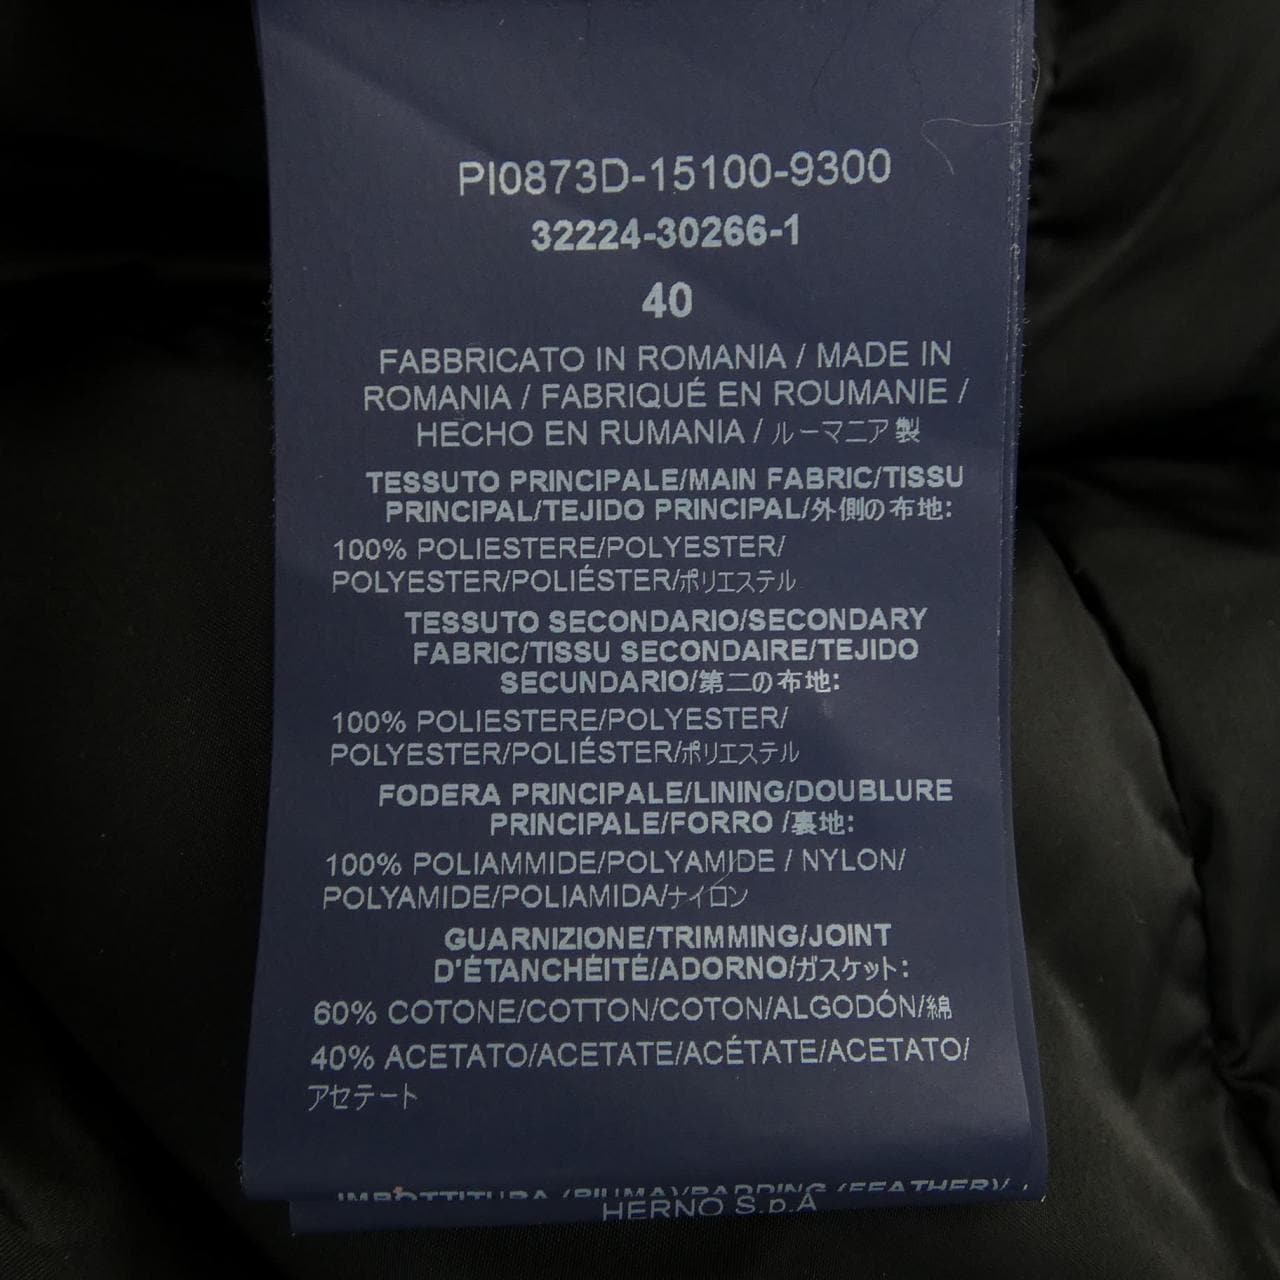 PI0873D-15100-9300
32224-30266-1
40
FABBRICATO IN ROMANIA / MADE IN
ROMANIA / FABRIQUÉ EN ROUMANIE /
HECHO EN RUMANIA / ルーマニア製
TESSUTO PRINCIPALE/MAIN FABRIC/TISSU
PRINCIPAL/TEJIDO PRINCIPAL/外側の布地:
100% POLIESTERE/POLYESTER/
POLYESTER/POLIÉSTER/ポリエステル
TESSUTO SECONDARIO/SECONDARY
FABRIC/TISSU SECONDAIRE/TEJIDO
SECUNDARIO/第二の布地:
100% POLIESTERE/POLYESTER/
POLYESTER/POLIÉSTER/ポリエステル
FODERA PRINCIPALE/LINING/DOUBLURE
PRINCIPALE/FORRO /裏地:
100% POLIAMMIDE/POLYAMIDE / NYLON/
POLYAMIDE/POLIAMIDA/ナイロン
GUARNIZIONE/TRIMMING/JOINT
D'ÉTANCHÉITÉ/ADORNO/ガスケット:
60% COTONE/COTTON/COTON/ALGODÓN/綿
40% ACETATO/ACETATE/ACÉTATE/ACETATO/
アセテート
IMBOTTITURA (PIUMA)/PADDING (FEATHER) /
HERNO S.p.A